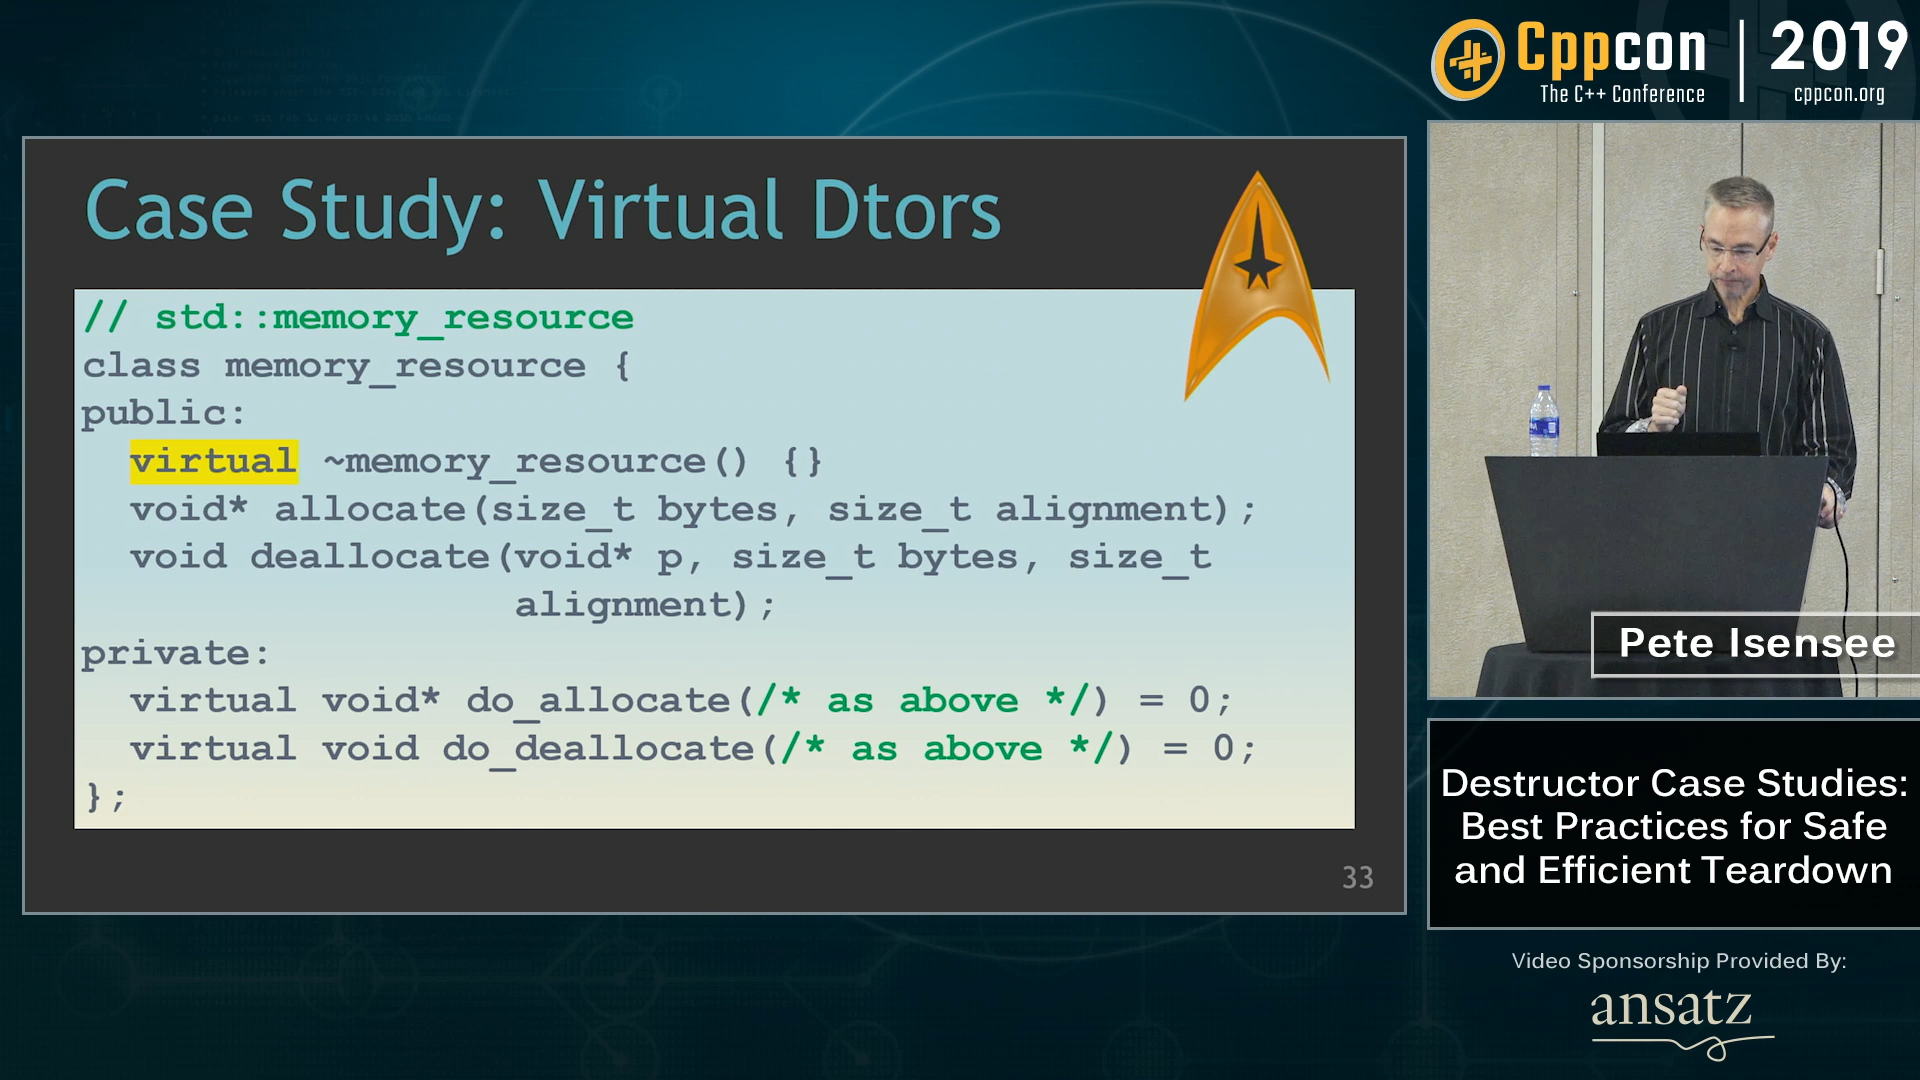 Cppcon
The C++ Conference
2019
cppcon.org
Case Study: Virtual Dtors
// std::memory_resource
class memory_resource {
public:
virtual ~memory_resource() {}
void* allocate(size_t bytes, size_t alignment);
void deallocate(void* p, size_t bytes, size_t
alignment);
private:
virtual void* do_allocate(/* as above */) = 0;
virtual void do_deallocate(/* as above */) = 0;
};
33
Pete Isensee
Destructor Case Studies:
Best Practices for Safe
and Efficient Teardown
Video Sponsorship Provided By:
ansatz